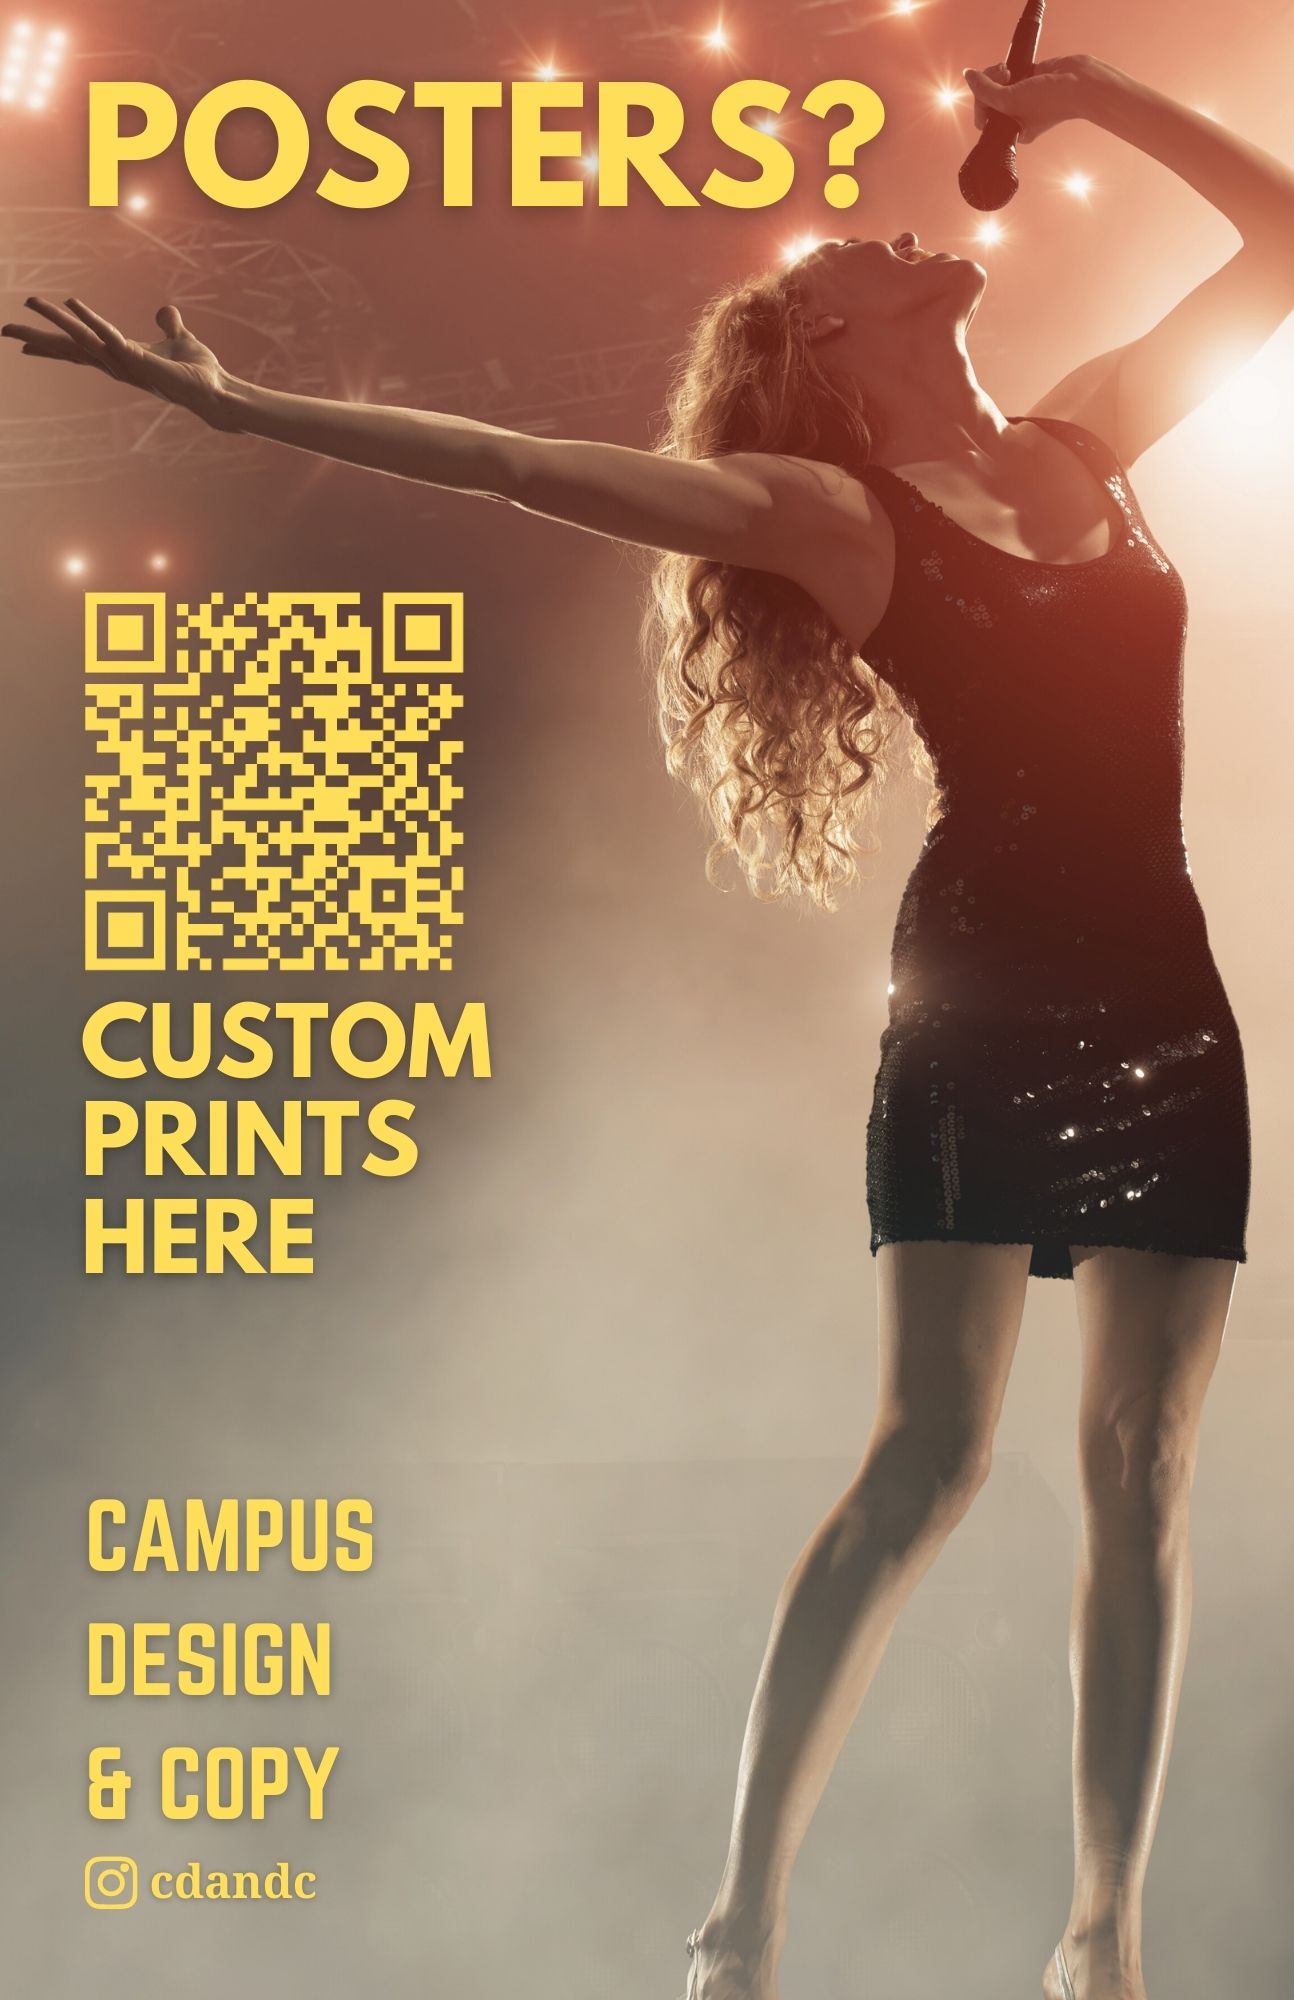 POSTERS?
CUSTOM
PRINTS
HERE
CAMPUS
DESIGN
& COPY
cdandc